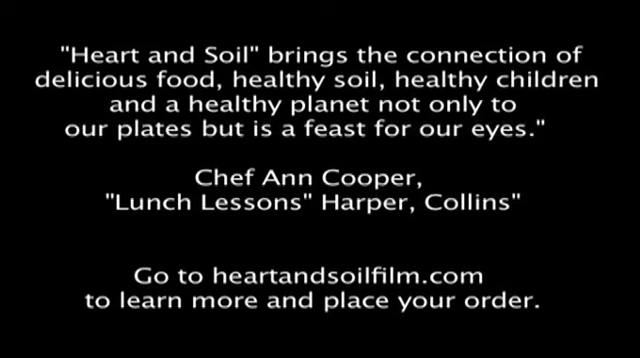 "Heart and Soil" brings the connection of
delicious food, healthy soil, healthy children
and a healthy planet not only to
our plates but is a feast for our eyes."
Chef Ann Cooper,
"Lunch Lessons" Harper, Collins"
Go to heartandsoilfilm.com
to learn more and place your order.